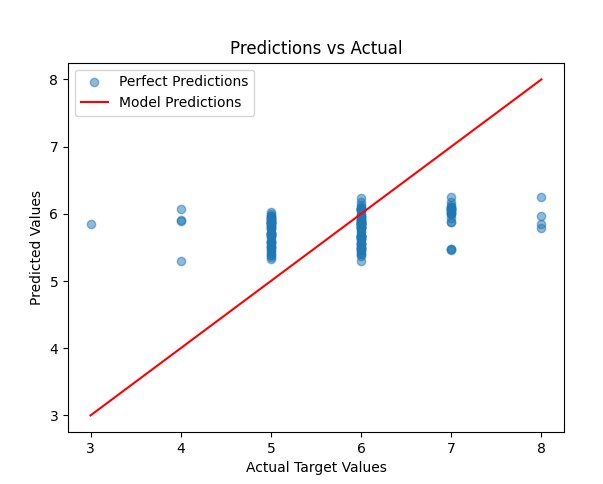 Predictions vs Actual
Perfect Predictions
Model Predictions
8
7
6
5
4
3
Predicted Values
3 4 5 6 7 8
Actual Target Values